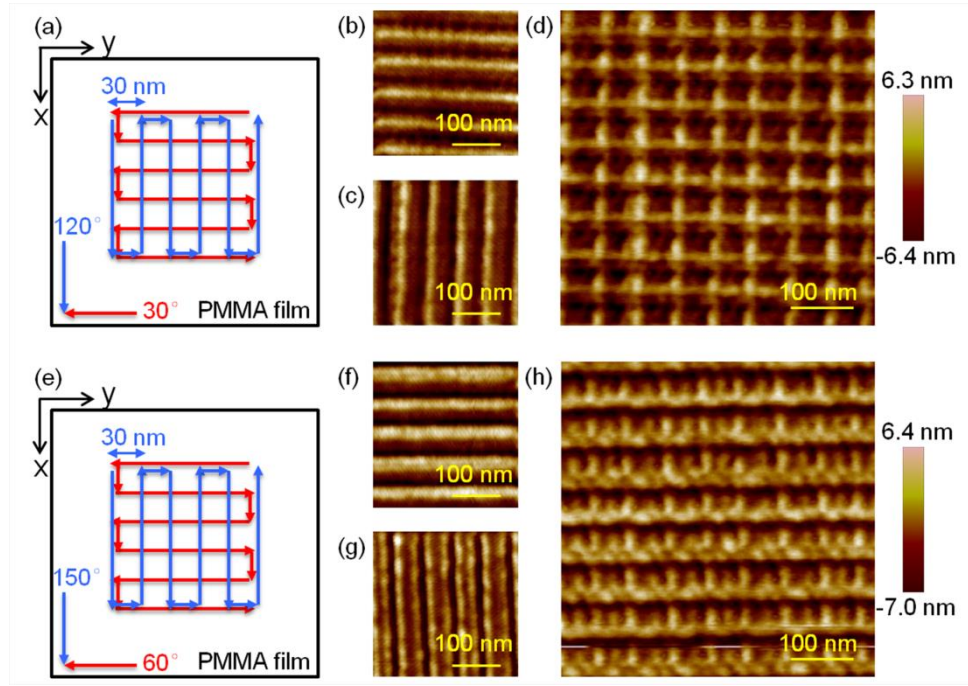 (a)
y
x
30 nm
120°
30°
PMMA film
(b)
100 nm
(c)
100 nm
(d)
100 nm
6.3 nm
-6.4 nm
(e)
y
x
30 nm
150°
60°
PMMA film
(f)
100 nm
(g)
100 nm
(h)
100 nm
6.4 nm
-7.0 nm